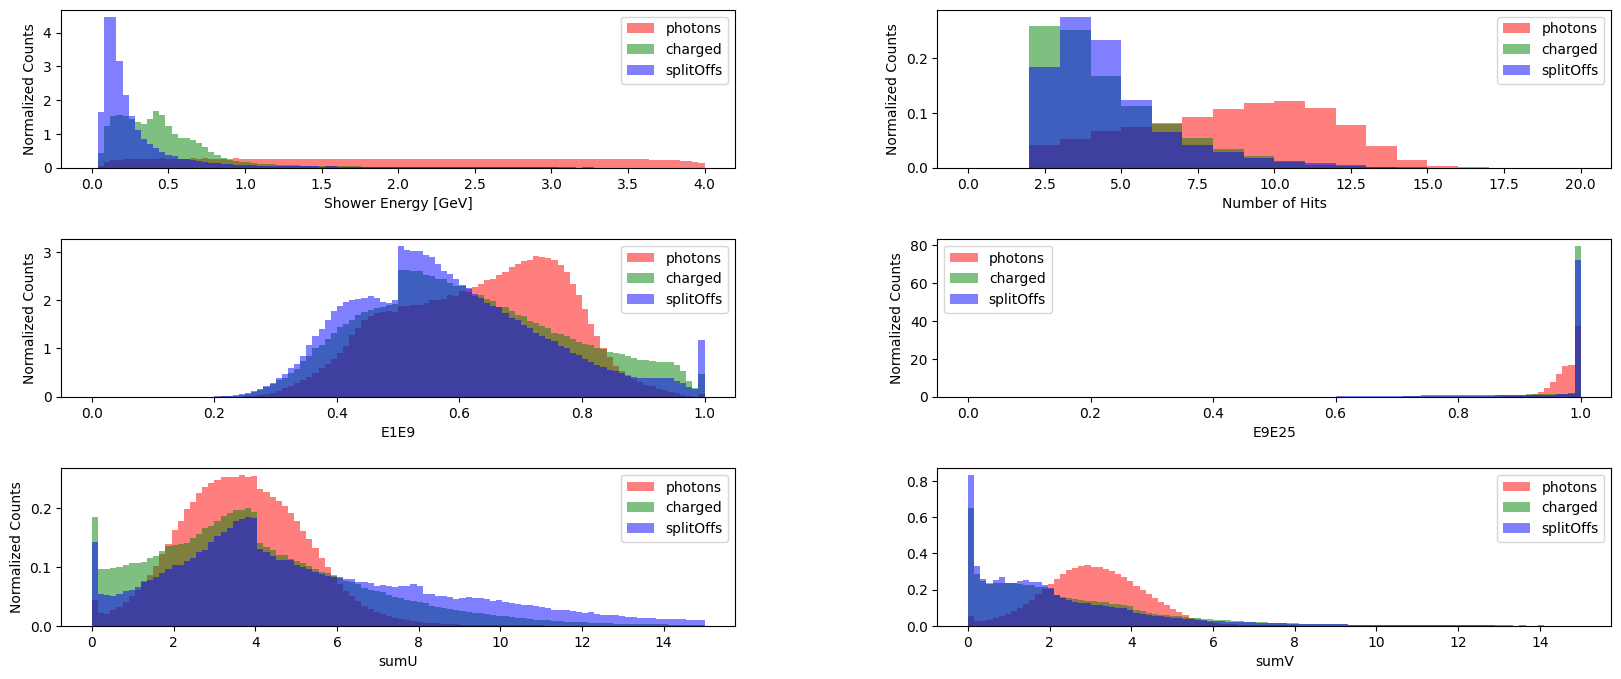 Normalized Counts
4
3
2
1
0
photons
charged
splitOffs
0.0 0.5 1.0 1.5 2.0 2.5 3.0 3.5 4.0
Shower Energy [GeV]
Normalized Counts
0.2
0.1
0.0
photons
charged
splitOffs
0.0 2.5 5.0 7.5 10.0 12.5 15.0 17.5 20.0
Number of Hits
Normalized Counts
3
2
1
0
photons
charged
splitOffs
0.0 0.2 0.4 0.6 0.8 1.0
E1E9
Normalized Counts
80
60
40
20
0
photons
charged
splitOffs
0.0 0.2 0.4 0.6 0.8 1.0
E9E25
Normalized Counts
0.2
0.1
0.0
photons
charged
splitOffs
0 2 4 6 8 10 12 14
sumU
Normalized Counts
0.8
0.6
0.4
0.2
0.0
photons
charged
splitOffs
0 2 4 6 8 10 12 14
sumV